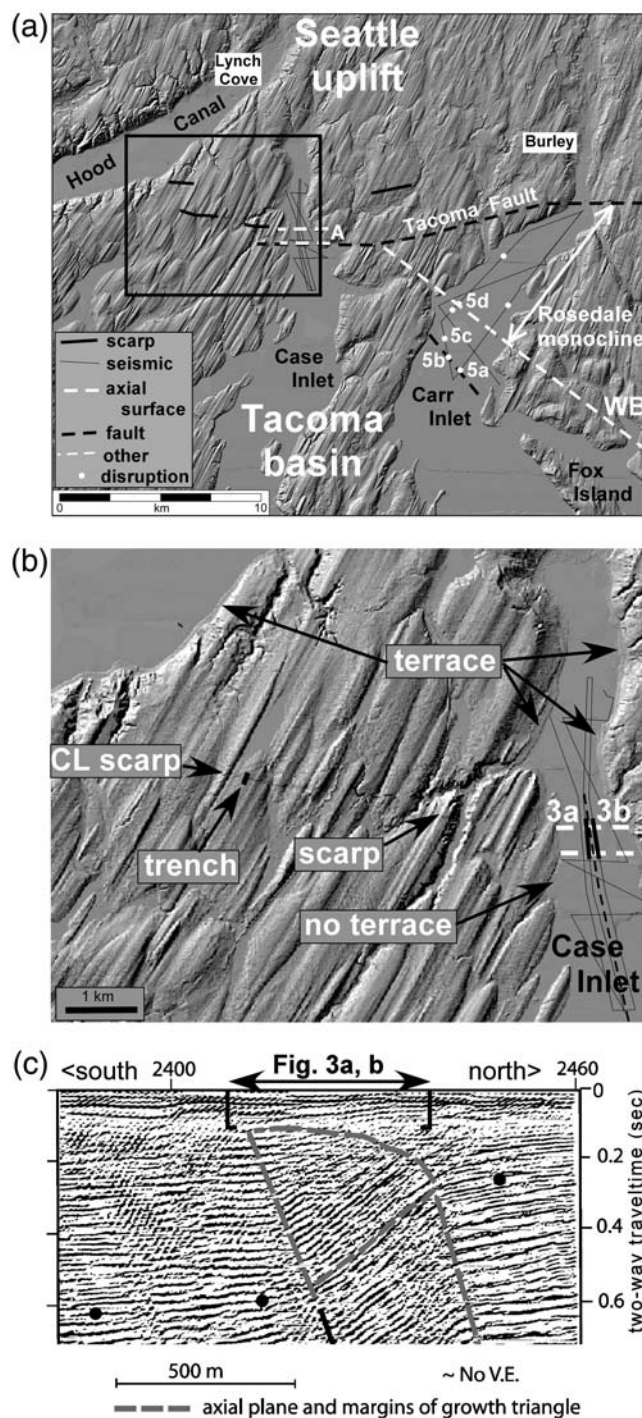 (a)
Seattle
uplift
Lynch
Cove
Canal
Hood
Burley
Tacoma Fault
A
5d
5c
5b
5a
Rosedale
monocline
Case
Inlet
Carr
Inlet
WB
Tacoma
basin
Fox
Island
scarp
seismic
axial
surface
fault
other
disruption
0
10
km
(b)
terrace
CL scarp
trench
scarp
3a
3b
no terrace
Case
Inlet
1 km
(c)
<south 2400 Fig. 3a, b north> 2460
0
0.2
0.4
0.6
two-way traveltime (sec)
500 m
~ No V.E.
axial plane and margins of growth triangle